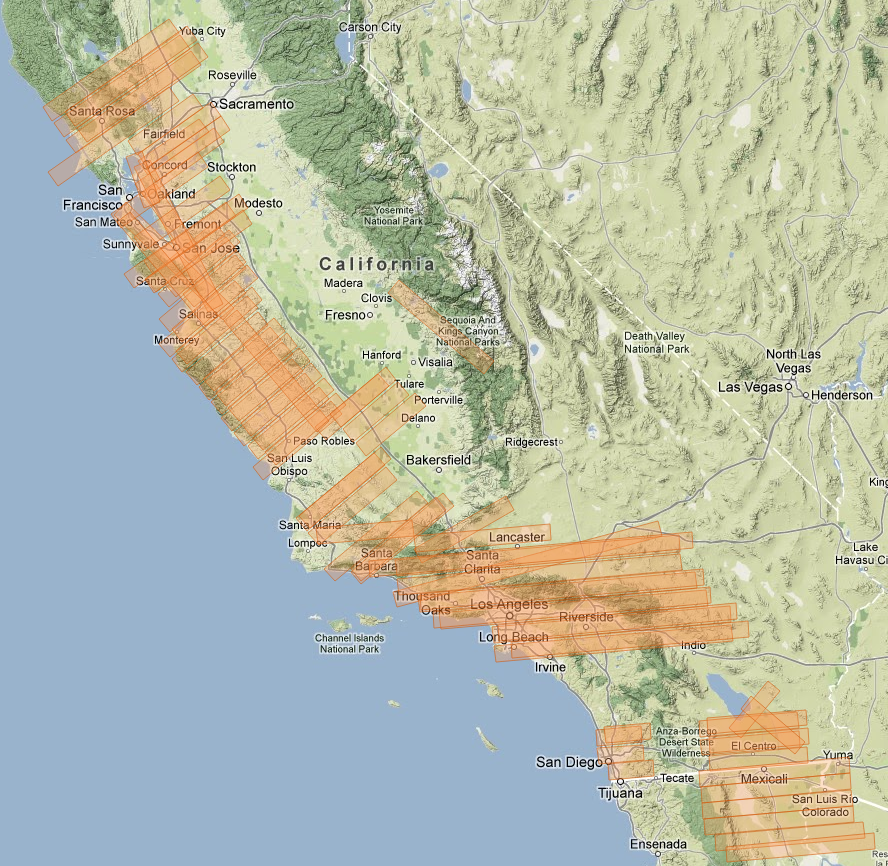 Yuba City
Carson City
Roseville
Sacramento
Santa Rosa
Fairfield
Concord
Stockton
Oakland
San
Francisco
Modesto
San Mateo
Fremont
Yosemite
National Park
Sunnyvale
San Jose
California
Santa Cruz
Madera
Clovis
Salinas
Fresno
Sequoia And
Kings Canyon
National Parks
Monterey
Death Valley
National Park
Hanford
Visalia
North Las
Vegas
Las Vegas
Henderson
Tulare
Porterville
Delano
Paso Robles
Ridgecrest
San Luis
Obispo
Bakersfield
King
Santa Maria
Lompoc
Lancaster
Santa
Barbara
Santa
Clarita
Lake
Havasu Ci
Thousand
Oaks
Los Angeles
Riverside
Channel Islands
National Park
Long Beach
Indio
Irvine
Anza-Borrego
Desert State
Wilderness
El Centro
San Diego
Yuma
Tecate
Mexicali
Tijuana
San Luis Río
Colorado
Ensenada
Res